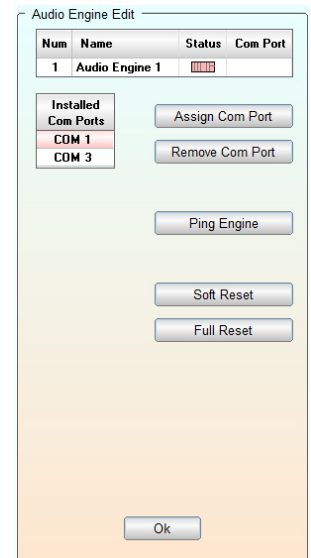 Audio Engine Edit
Num Name Status Com Port
1 Audio Engine 1
Installed
Com Ports
COM 1
COM 3
Assign Com Port
Remove Com Port
Ping Engine
Soft Reset
Full Reset
Ok